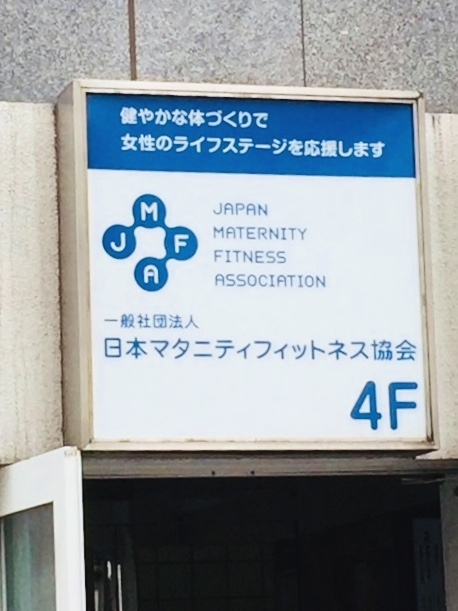 健やかな体づくりで
女性のライフステージを応援します
M
J F
A
JAPAN
MATERNITY
FITNESS
ASSOCIATION
一般社団法人
日本マタニティフィットネス協会
4F